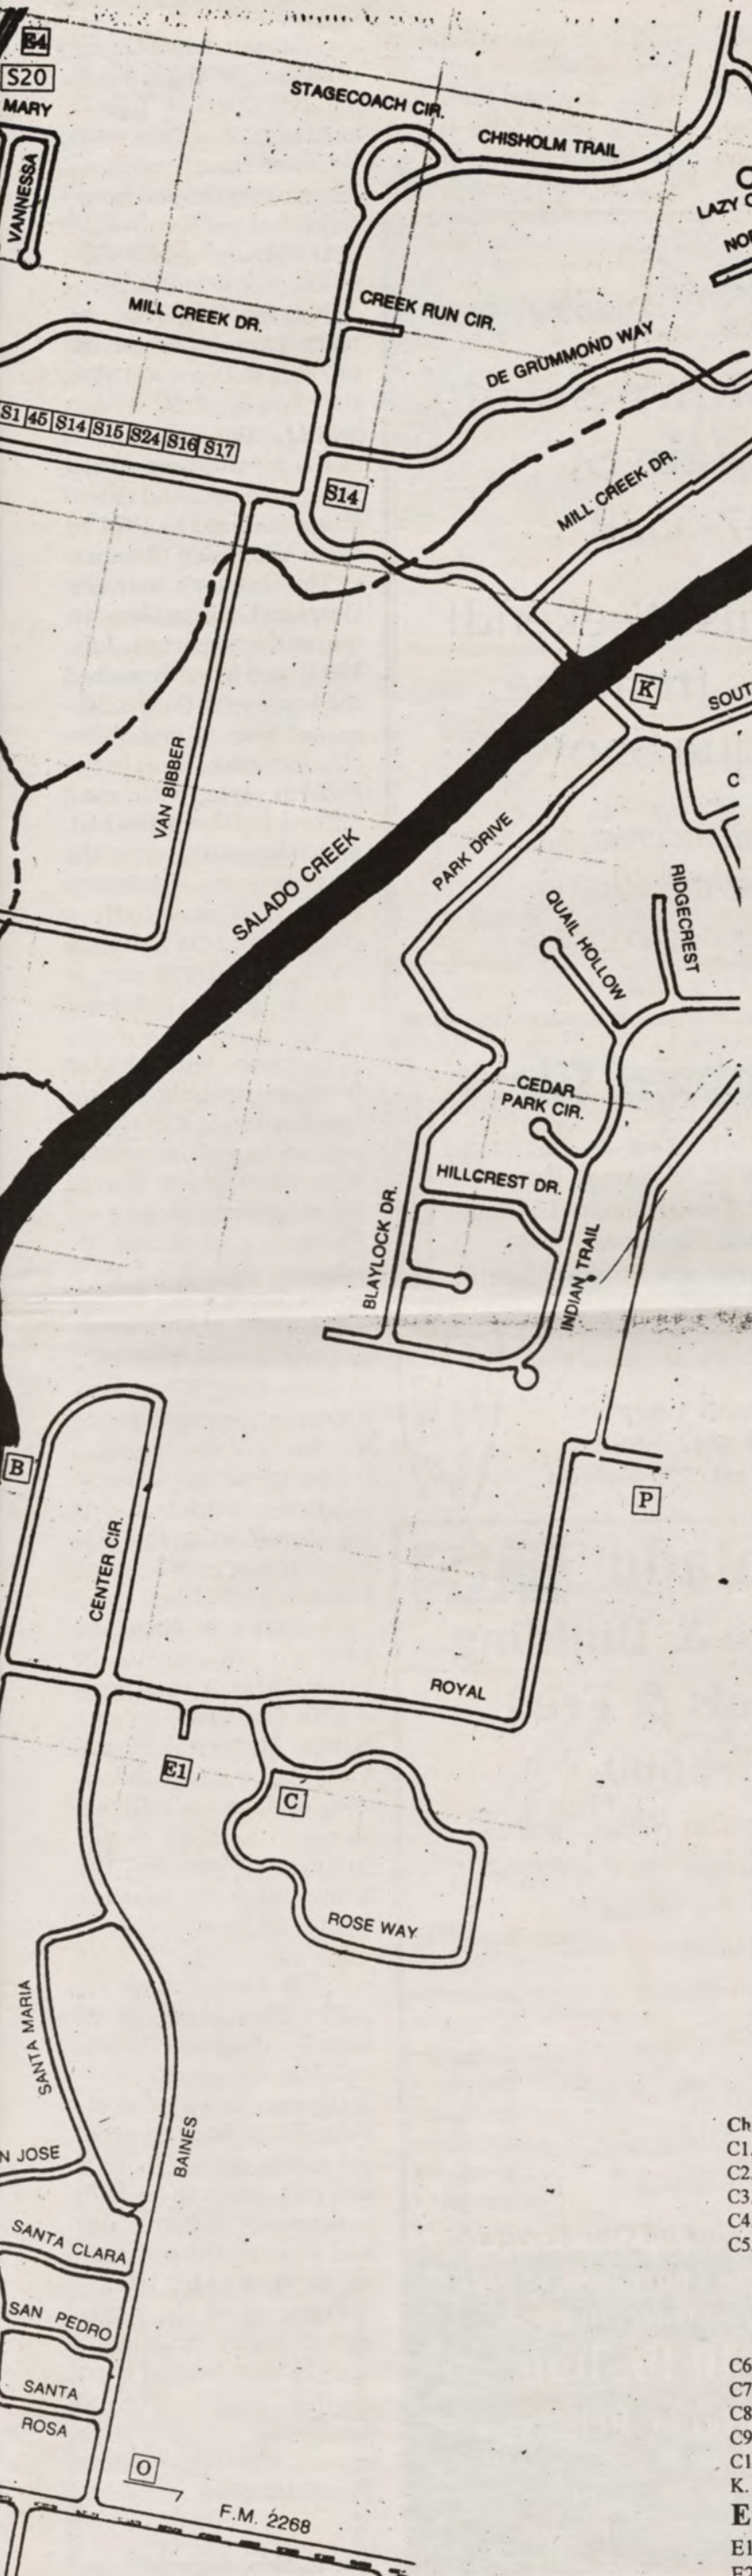 S4
S20
MARY
VANNESSA
STAGECOACH CIR.
CHISHOLM TRAIL
LAZY
NO
MILL CREEK DR.
CREEK RUN CIR.
DE GRUMMOND WAY
S1 45 S14 S15 S24 S16 S17
S14
MILL CREEK DR.
K
SOUT
VAN BIBBER
C
SALADO CREEK
PARK DRIVE
RIDGECREST
QUAIL HOLLOW
CEDAR
PARK CIR.
HILLCREST DR.
BLAYLOCK DR.
INDIAN TRAIL
B
P
CENTER CIR.
ROYAL
E1
C
ROSE WAY
SANTA MARIA
BAINES
N JOSE
Ch
C1.
C2
C3
C4
C5
SANTA CLARA
SAN PEDRO
SANTA
ROSA
C6
C7
C8
C9
C1
K.
E
E1
E2
O
F.M. 2268